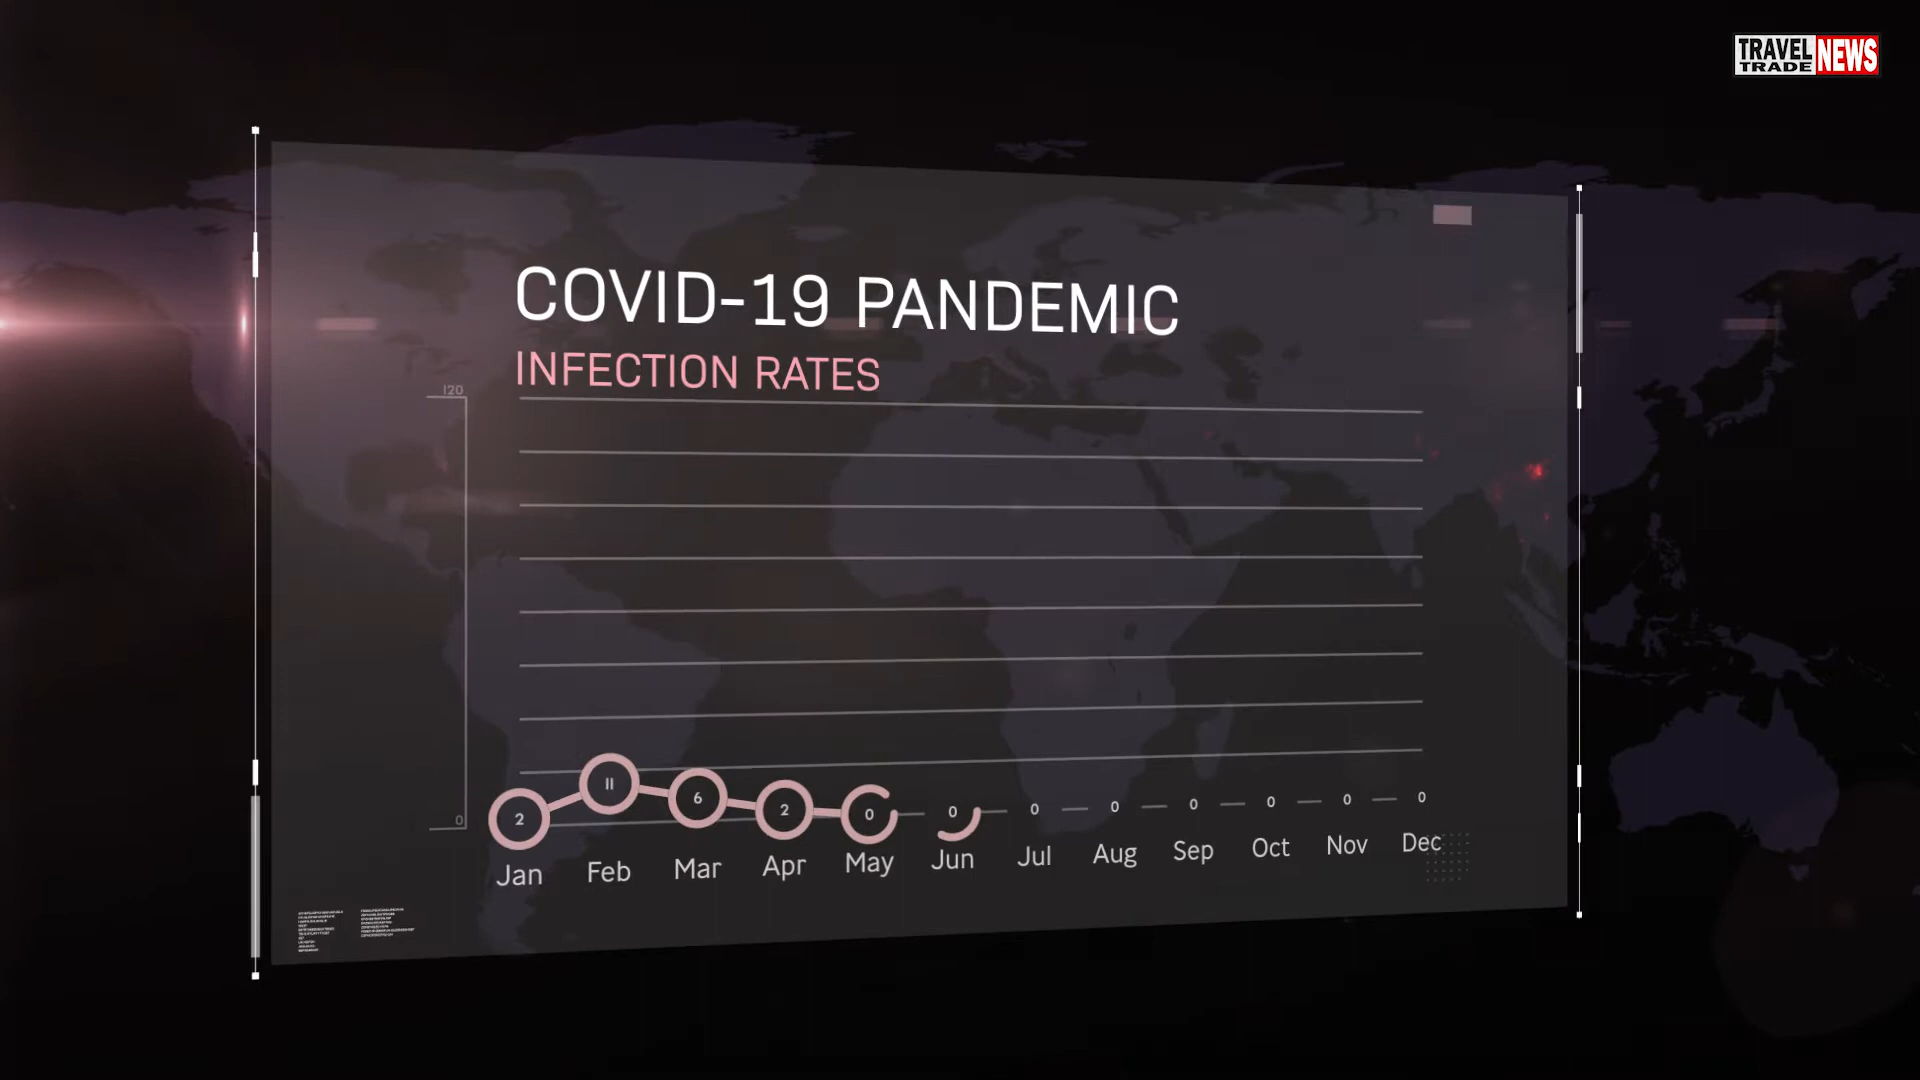 TRAVEL TRADE NEWS
COVID-19 PANDEMIC
INFECTION RATES
120
0
2 11 6 2 0 0 0 0 0 0 0 0
Jan Feb Mar Apr May Jun Jul Aug Sep Oct Nov Dec